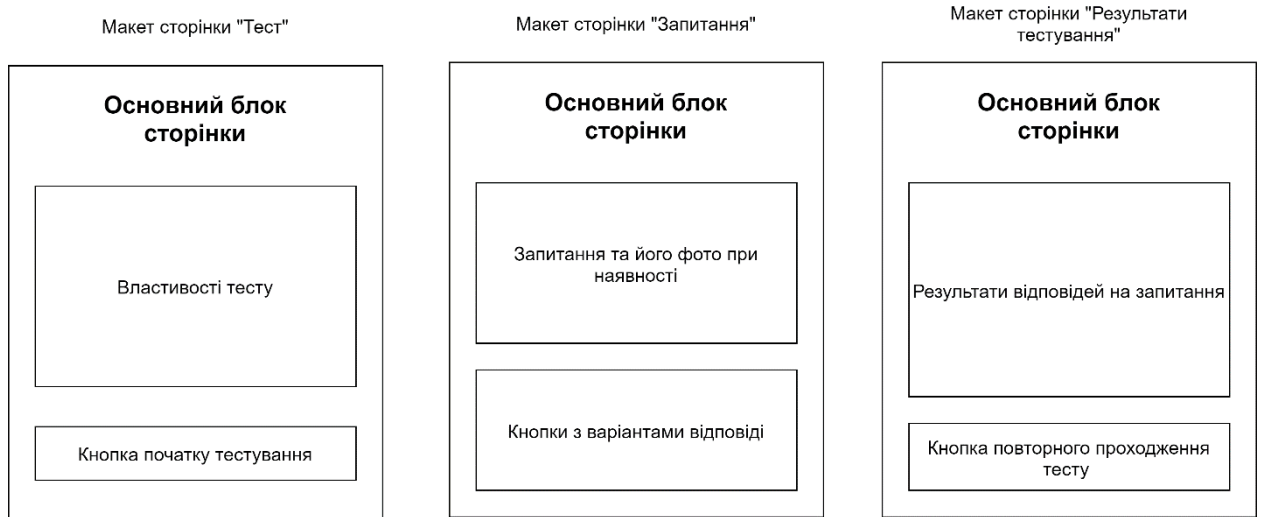 Макет сторінки "Тест"
Основний блок
сторінки
Властивості тесту
Кнопка початку тестування
Макет сторінки "Запитання"
Основний блок
сторінки
Запитання та його фото при
наявності
Кнопки з варіантами відповіді
Макет сторінки "Результати
тестування"
Основний блок
сторінки
Результати відповідей на запитання
Кнопка повторного проходження
тесту